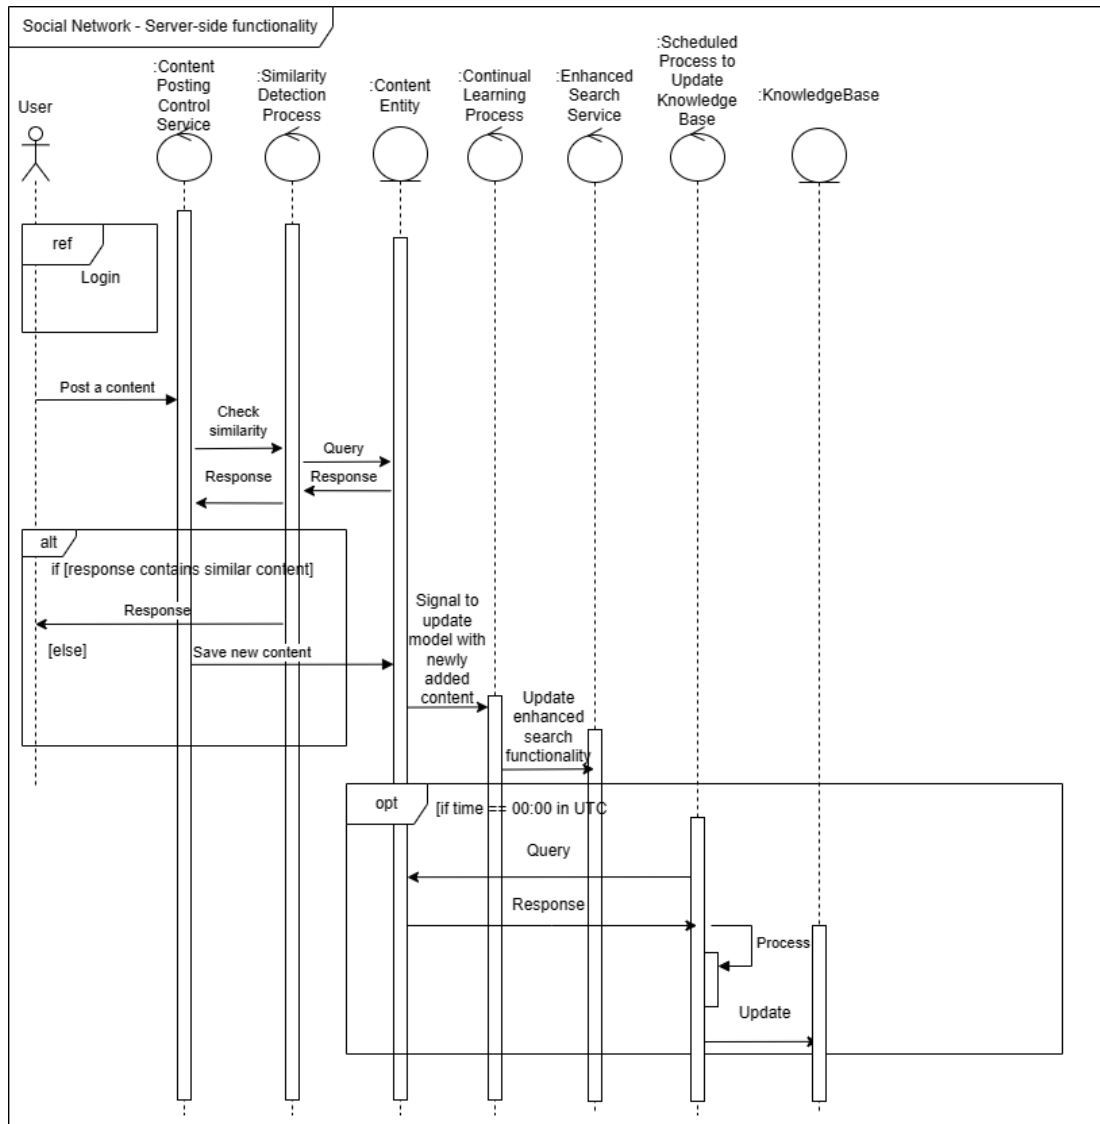 Social Network - Server-side functionality
User
:Content
Posting
Control
Service
:Similarity
Detection
Process
:Content
Entity
:Continual
Learning
Process
:Enhanced
Search
Service
:Scheduled
Process to
Update
Knowledge
Base
:KnowledgeBase
ref
Login
Post a content
Check
similarity
Query
Response
Response
alt
if [response contains similar content]
Response
[else]
Save new content
Signal to
update
model with
newly
added
content
Update
enhanced
search
functionality
opt
[if time == 00:00 in UTC
Query
Response
Process
Update